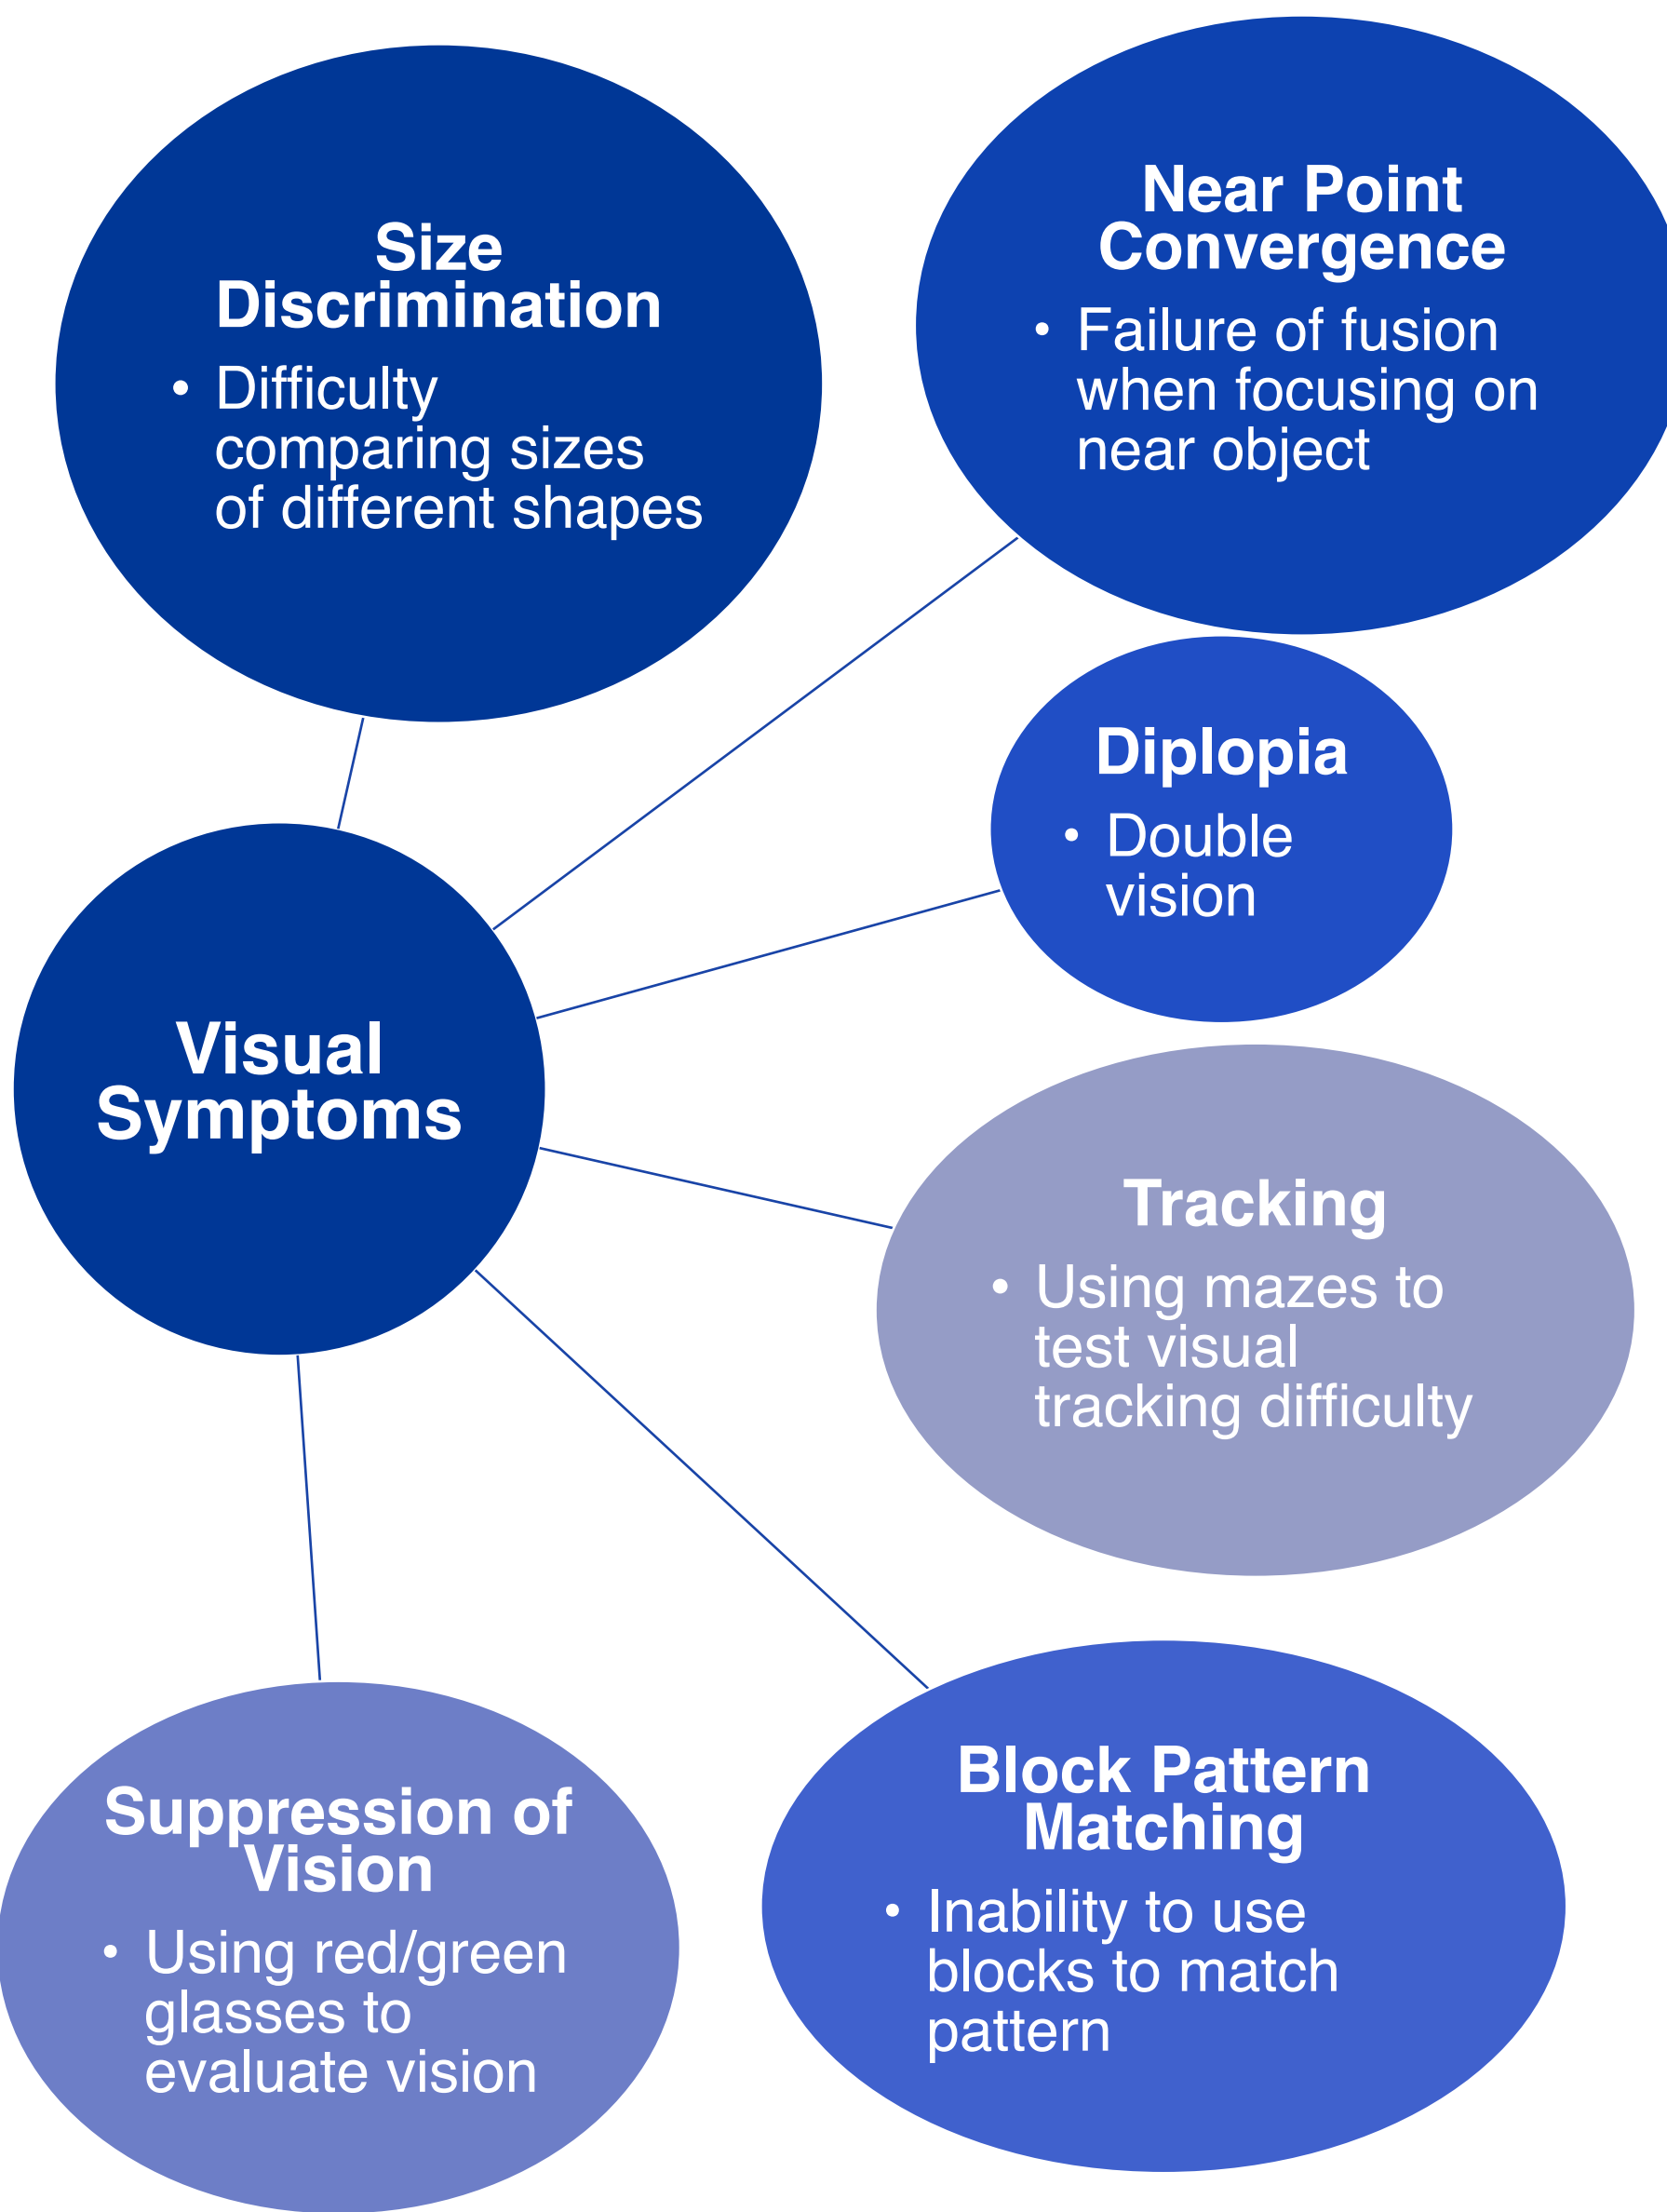 Size
Discrimination
• Difficulty
comparing sizes
of different shapes
Near Point
Convergence
• Failure of fusion
when focusing on
near object
Diplopia
• Double
vision
Visual
Symptoms
Tracking
• Using mazes to
test visual
tracking difficulty
Suppression of
Vision
• Using red/green
glasses to
evaluate vision
Block Pattern
Matching
• Inability to use
blocks to match
pattern